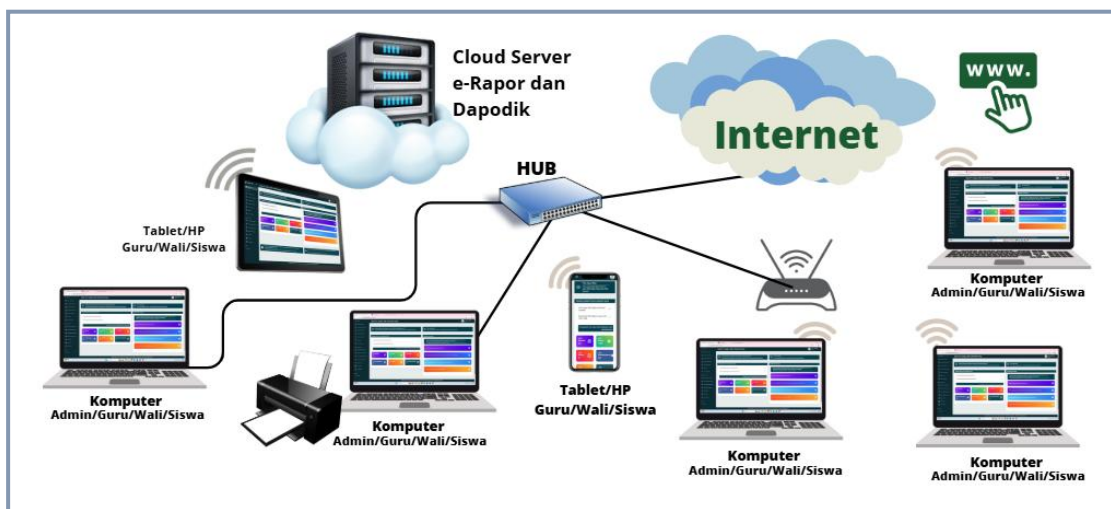 Cloud Server
e-Rapor dan
Dapodik
Internet
www.
HUB
Tablet/HP
Guru/Wali/Siswa
Komputer
Admin/Guru/Wali/Siswa
Komputer
Admin/Guru/Wali/Siswa
Komputer
Admin/Guru/Wali/Siswa
Tablet/HP
Guru/Wali/Siswa
Komputer
Admin/Guru/Wali/Siswa
Komputer
Admin/Guru/Wali/Siswa